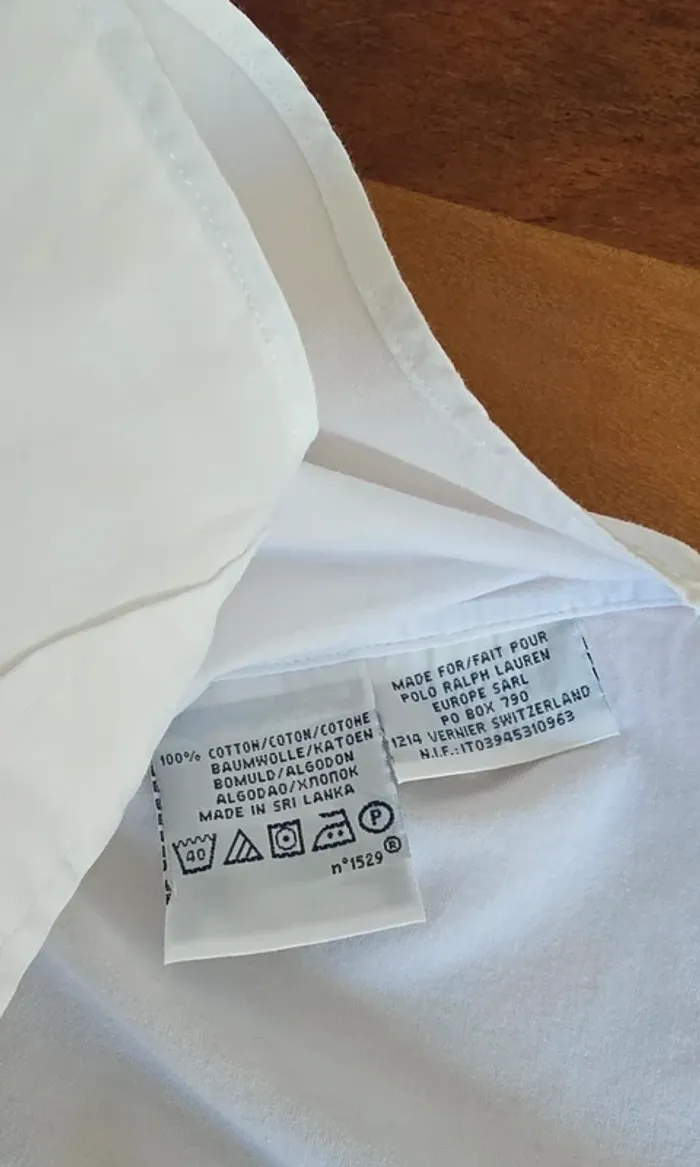 100% COTTON/COTON/COTONE
BAUMWOLLE/KATOEN
BOMULD/ALGODON
ALGODAO/ХЛОПОК
MADE IN SRI LANKA
40
P
n°1529®
MADE FOR/FAIT POUR
POLO RALPH LAUREN
EUROPE SARL
PO BOX 790
1214 VERNIER SWITZERLAND
N.I.F.:IT03945310963